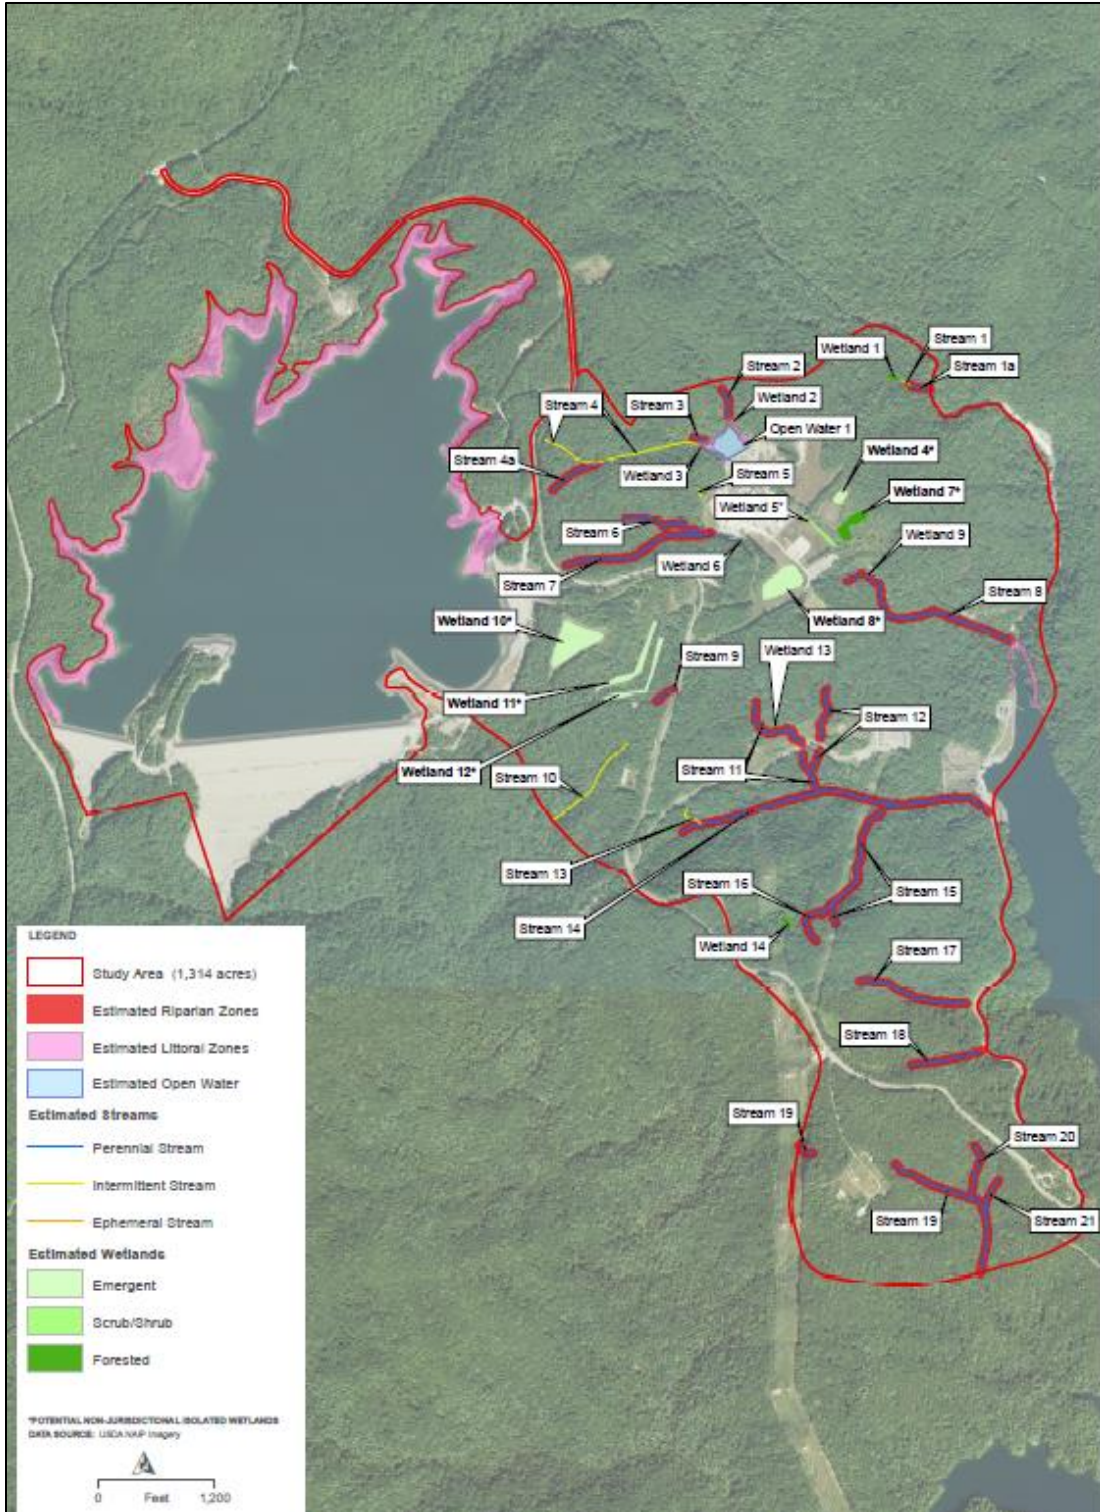 Stream 1
Wetland 1
Stream 2
Stream 1a
Wetland 2
Stream 4
Stream 3
Open Water 1
Wetland 4*
Stream 4a
Wetland 3
Stream 5
Wetland 7*
Wetland 5*
Stream 6
Wetland 9
Wetland 6
Stream 7
Stream 8
Wetland 10*
Wetland 8*
Wetland 13
Stream 9
Wetland 11*
Stream 12
Wetland 12*
Stream 11
Stream 10
Stream 13
Stream 16
Stream 15
Stream 14
Wetland 14
Stream 17
Stream 18
Stream 19
Stream 20
Stream 19
Stream 21
LEGEND
Study Area (1,314 acres)
Estimated Riparian Zones
Estimated Littoral Zones
Estimated Open Water
Estimated Streams
Perennial Stream
Intermittent Stream
Ephemeral Stream
Estimated Wetlands
Emergent
Scrub/Shrub
Forested
*POTENTIAL NON-JURISDICTIONAL ISOLATED WETLANDS
DATA SOURCE: USDA NAIP Imagery
0 Feet 1,200